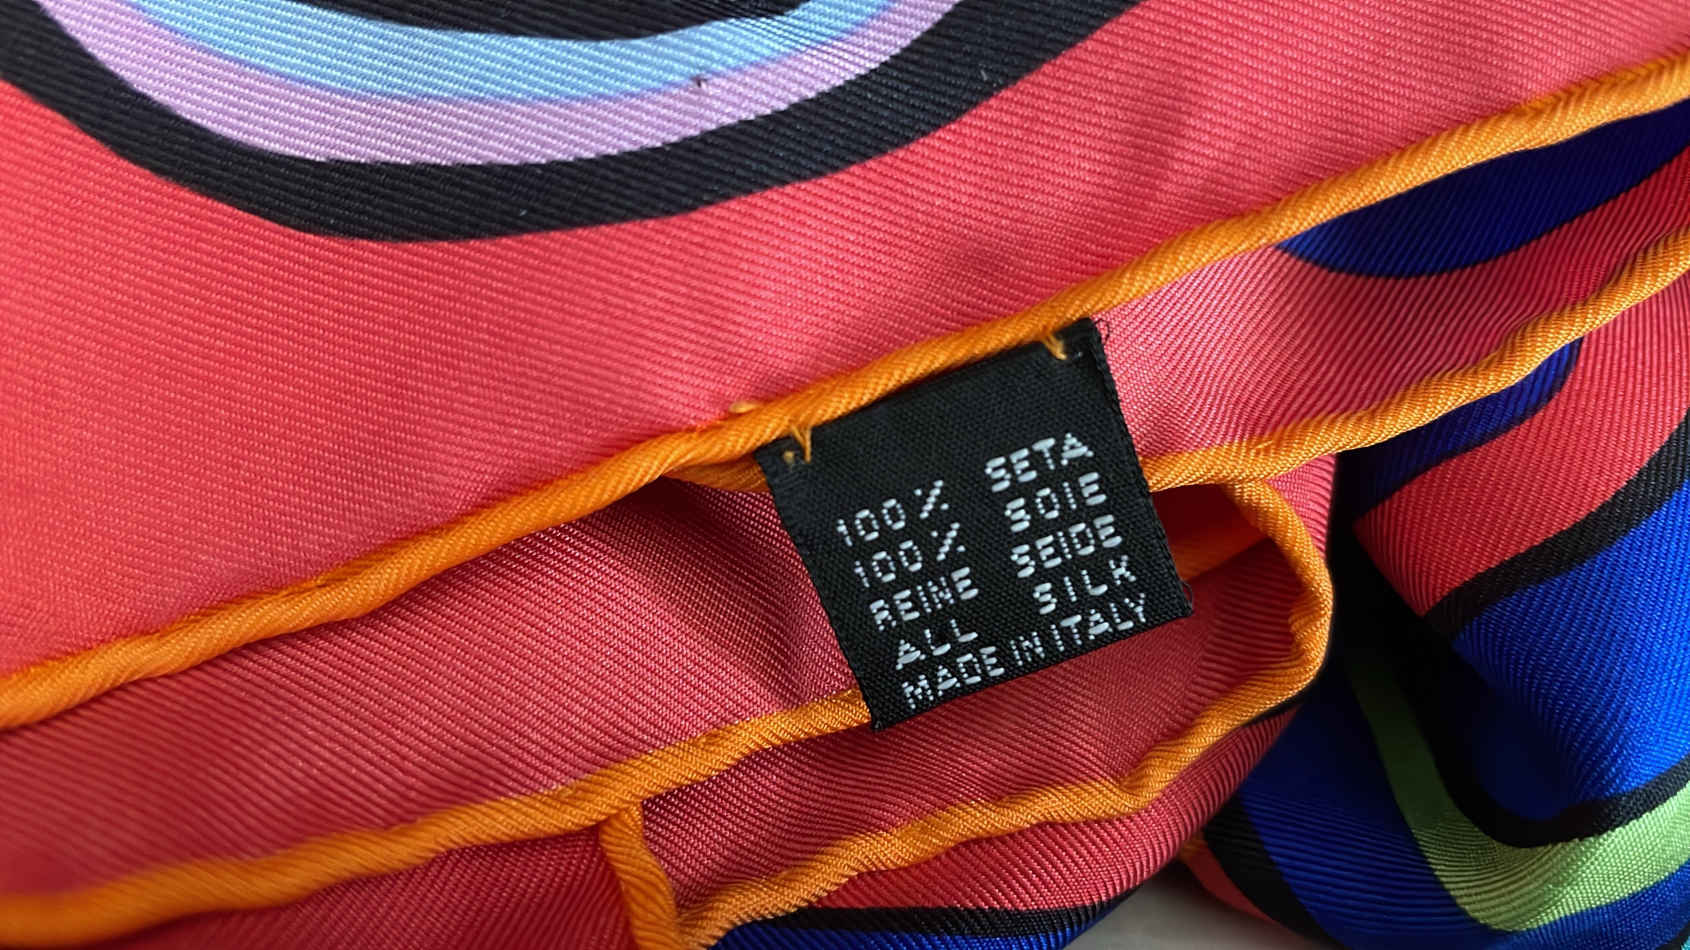 100% SETA
100% SOIE
REINE SEIDE
ALL SILK
MADE IN ITALY